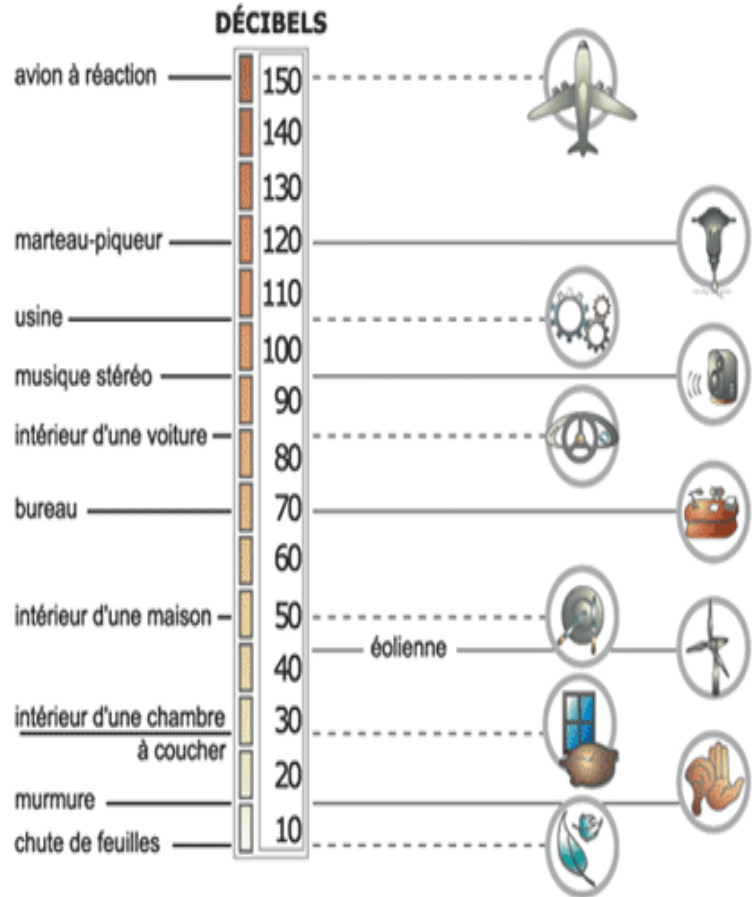 DÉCIBELS
avion à réaction 150
140
130
marteau-piqueur 120
110
usine
100
musique stéréo
90
intérieur d'une voiture
80
bureau 70
60
intérieur d'une maison 50
éolienne
40
intérieur d'une chambre 30
à coucher
20
murmure
10
chute de feuilles